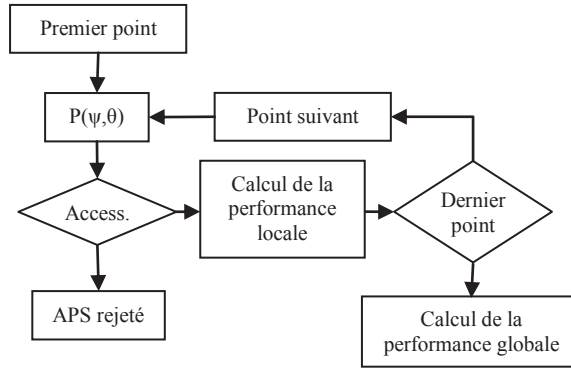 Premier point
P(ψ,θ)
Point suivant
Access.
Calcul de la
performance
locale
Dernier
point
APS rejeté
Calcul de la
performance globale